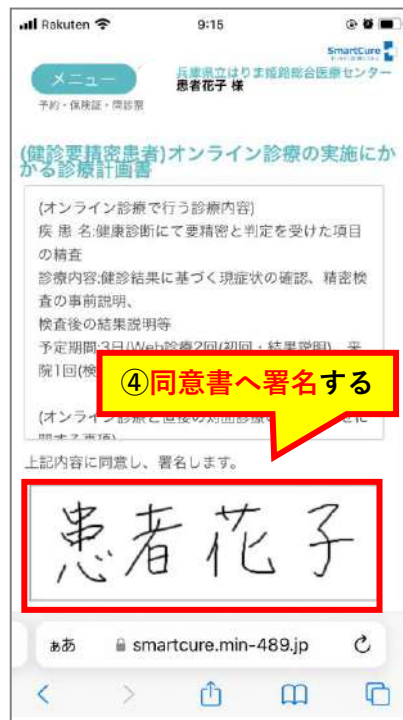 Rakuten 9:15
SmartCure
メニュー
予約・保険証・問診票
兵庫県立はりま姫路総合医療センター
患者花子 様
(健診要精密患者)オンライン診療の実施にか
かる診療計画書
(オンライン診療で行う診療内容)
疾 患 名:健康診断にて要精密と判定を受けた項目
の精査
診療内容:健診結果に基づく現症状の確認、精密検
査の事前説明、
検査後の結果説明等
予定期間:3日(Web診療2回(初回・結果説明)、来
院1回(検
④同意書へ署名する
(オンライン診療と直接の対面診療
上記内容に同意し、署名します。
患者花子
ぁあ smartcure.min-489.jp